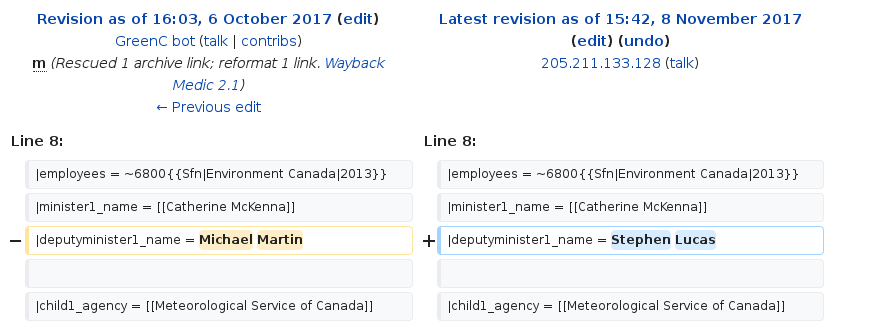 Revision as of 16:03, 6 October 2017 (edit)
GreenC bot (talk | contribs)
m (Rescued 1 archive link; reformat 1 link. Wayback
Medic 2.1)
← Previous edit
Latest revision as of 15:42, 8 November 2017
(edit) (undo)
205.211.133.128 (talk)
Line 8:
Line 8:
|employees = ~6800{{Sfn|Environment Canada|2013}}
|employees = ~6800{{Sfn|Environment Canada|2013}}
|minister1_name = [[Catherine McKenna]]
|minister1_name = [[Catherine McKenna]]
− |deputyminister1_name = Michael Martin
+ |deputyminister1_name = Stephen Lucas
|child1_agency = [[Meteorological Service of Canada]]
|child1_agency = [[Meteorological Service of Canada]]